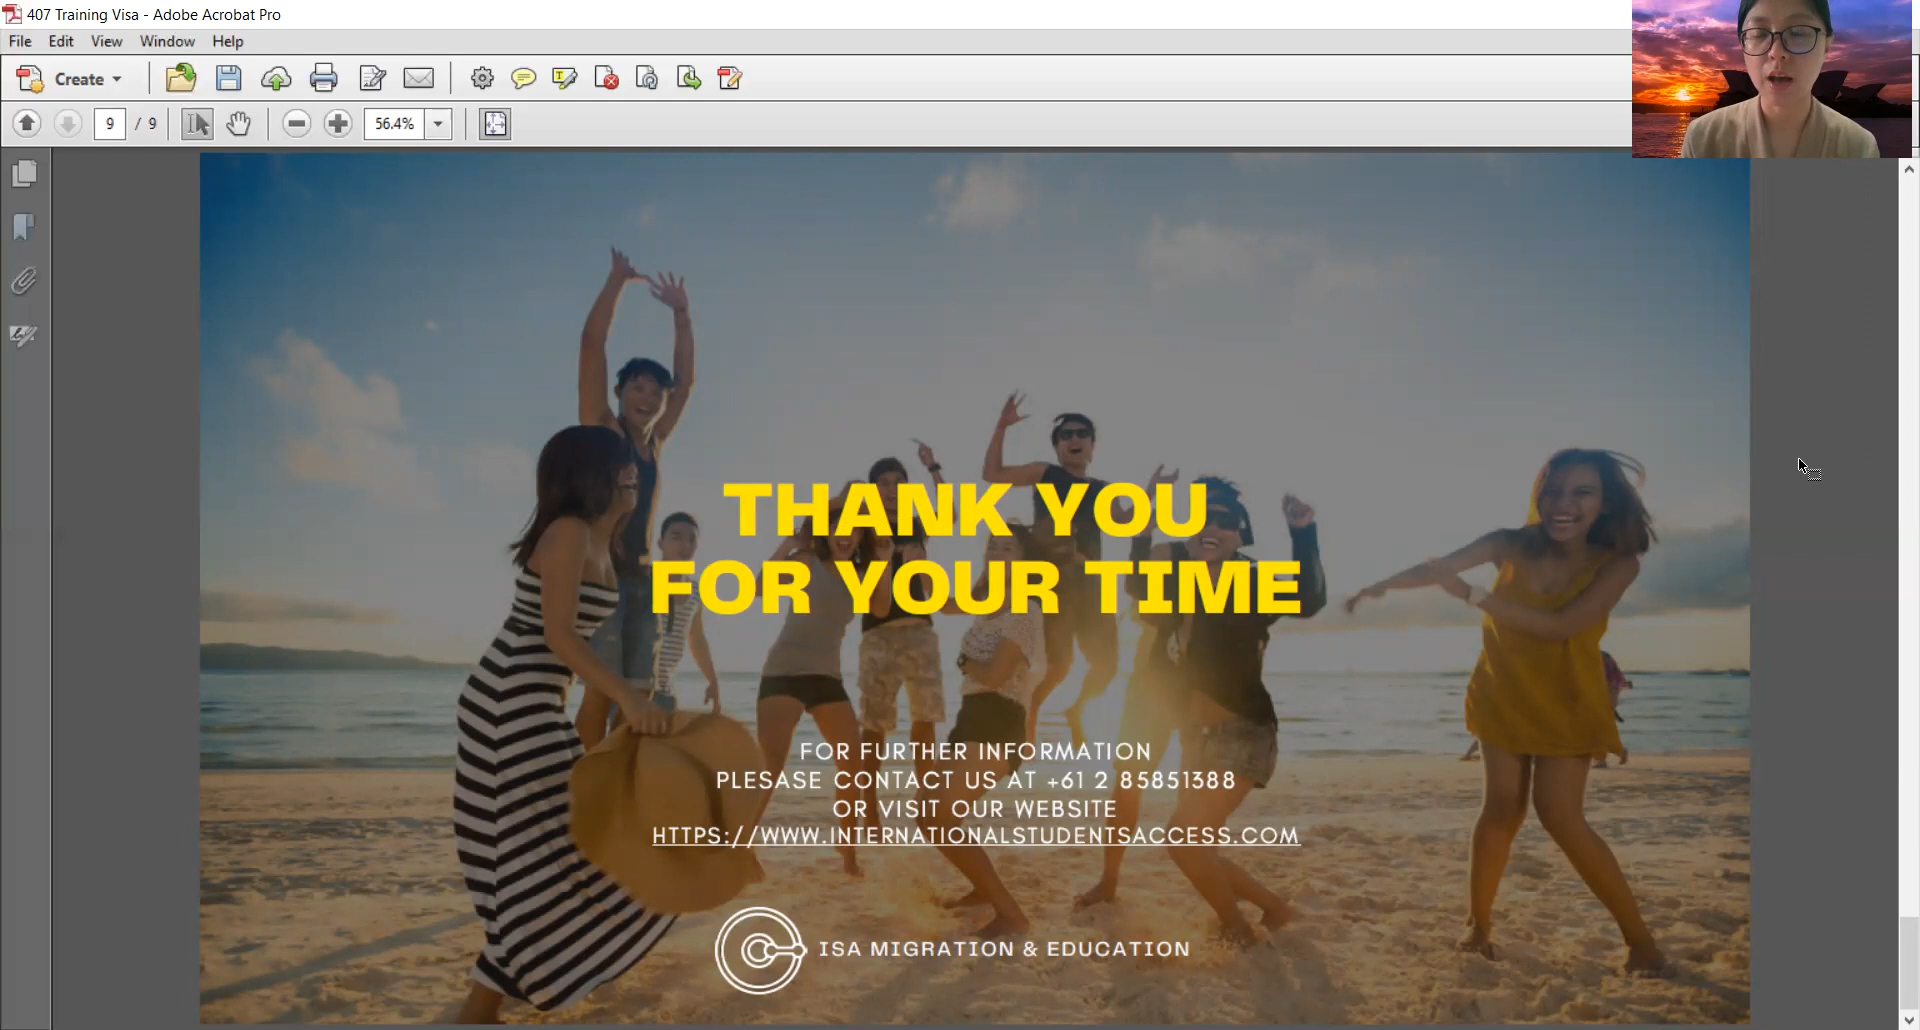 407 Training Visa - Adobe Acrobat Pro
File Edit View Window Help
Create
9 / 9
56.4%
THANK YOU
FOR YOUR TIME
FOR FURTHER INFORMATION
PLESASE CONTACT US AT +61 2 85851388
OR VISIT OUR WEBSITE
HTTPS://WWW.INTERNATIONALSTUDENTSACCESS.COM
ISA MIGRATION & EDUCATION